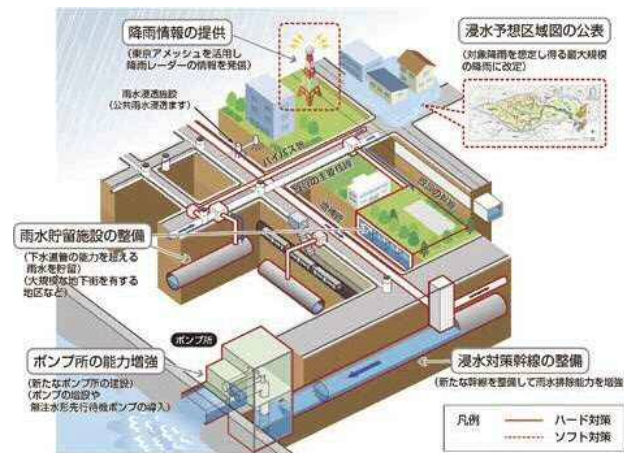 降雨情報の提供
(東京アメッシュを活用し
降雨レーダーの情報を発信)
浸水予想区域図の公表
(対象降雨を想定し得る最大規模
の降雨に改定)
雨水浸透施設
(公共雨水浸透ます)
バイパス管
雨水貯留施設の整備
(下水道管の能力を超える
雨水を貯留)
(大規模な地下街を有する
地区など)
ポンプ所
ポンプ所の能力増強
(新たなポンプ所の建設)
(ポンプの増設や
無注水形先行待機ポンプの導入)
浸水対策幹線の整備
(新たな幹線を整備して雨水排除能力を増強)
凡例
ハード対策
ソフト対策